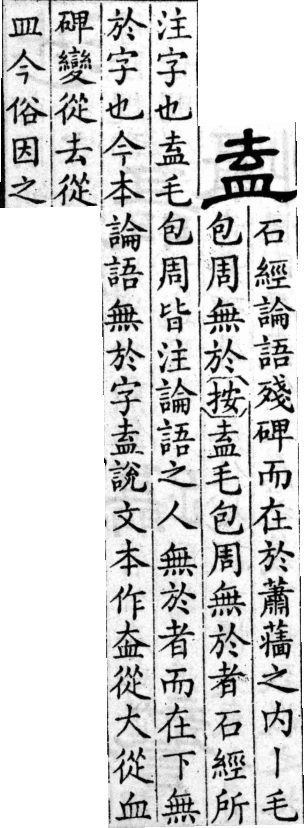 盍
石經論語殘碑而在於蕭蘠之内丨毛
包周無於按盍毛包周無於者石經所
注字也盍毛包周皆注論語之人無於者而在下無
於字也今本論語無於字盍說文本作盇從大從血
碑變從去從
皿今俗因之